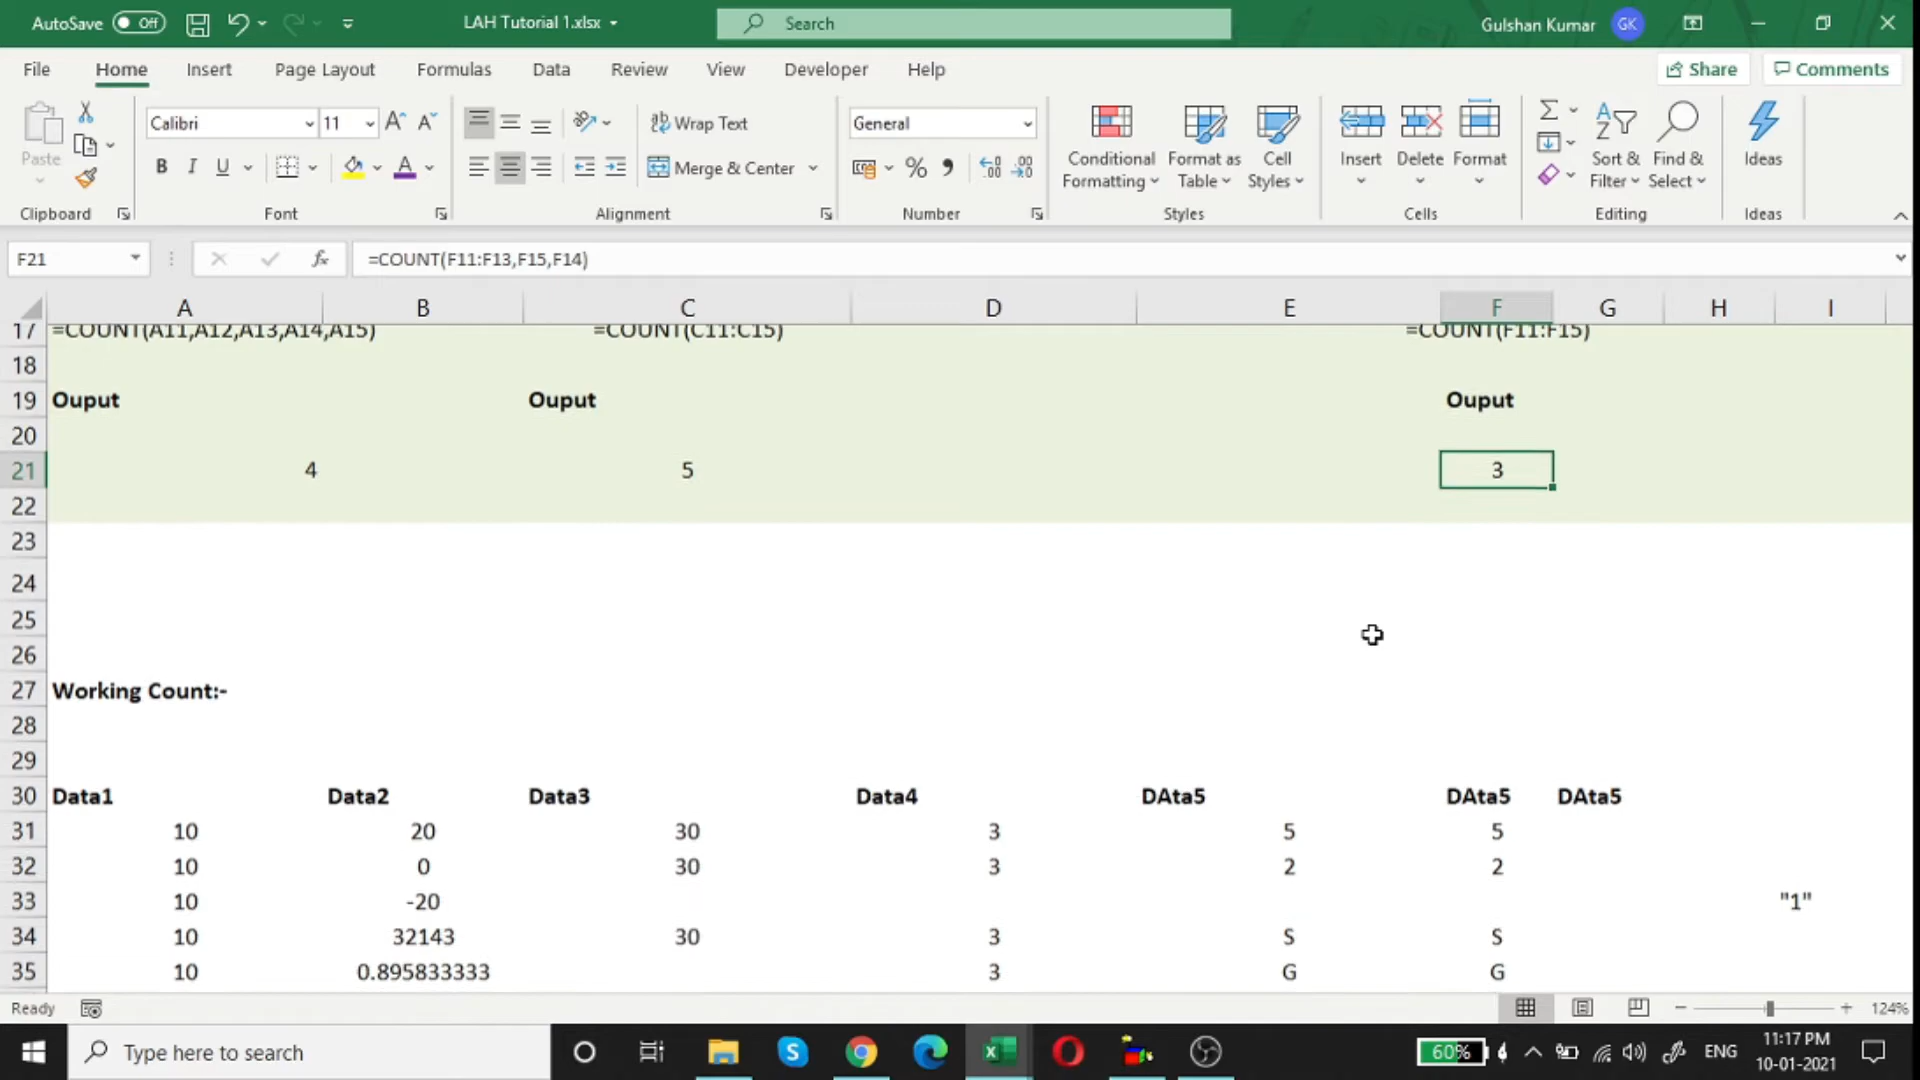 AutoSave Off LAH Tutorial 1.xlsx Search Gulshan Kumar GK
File Home Insert Page Layout Formulas Data Review View Developer Help Share Comments
Calibri 11 A A Wrap Text General
Paste B I U A Merge & Center % Conditional Formatting Format as Table Cell Styles Insert Delete Format Sort & Filter Find & Select Ideas
Clipboard Font Alignment Number Styles Cells Editing Ideas
F21 fx =COUNT(F11:F13,F15,F14)
A B C D E F G H I
17 =COUNT(A11,A12,A13,A14,A15) =COUNT(C11:C15) =COUNT(F11:F15)
18
19 Ouput Ouput Ouput
20
21 4 5 3
22
23
24
25
26
27 Working Count:-
28
29
30 Data1 Data2 Data3 Data4 DAta5 DAta5 DAta5
31 10 20 30 3 5 5
32 10 0 30 3 2 2
33 10 -20 "1"
34 10 32143 30 3 S S
35 10 0.895833333 3 G G
Ready 124%
Type here to search 60% ENG 11:17 PM
10-01-2021